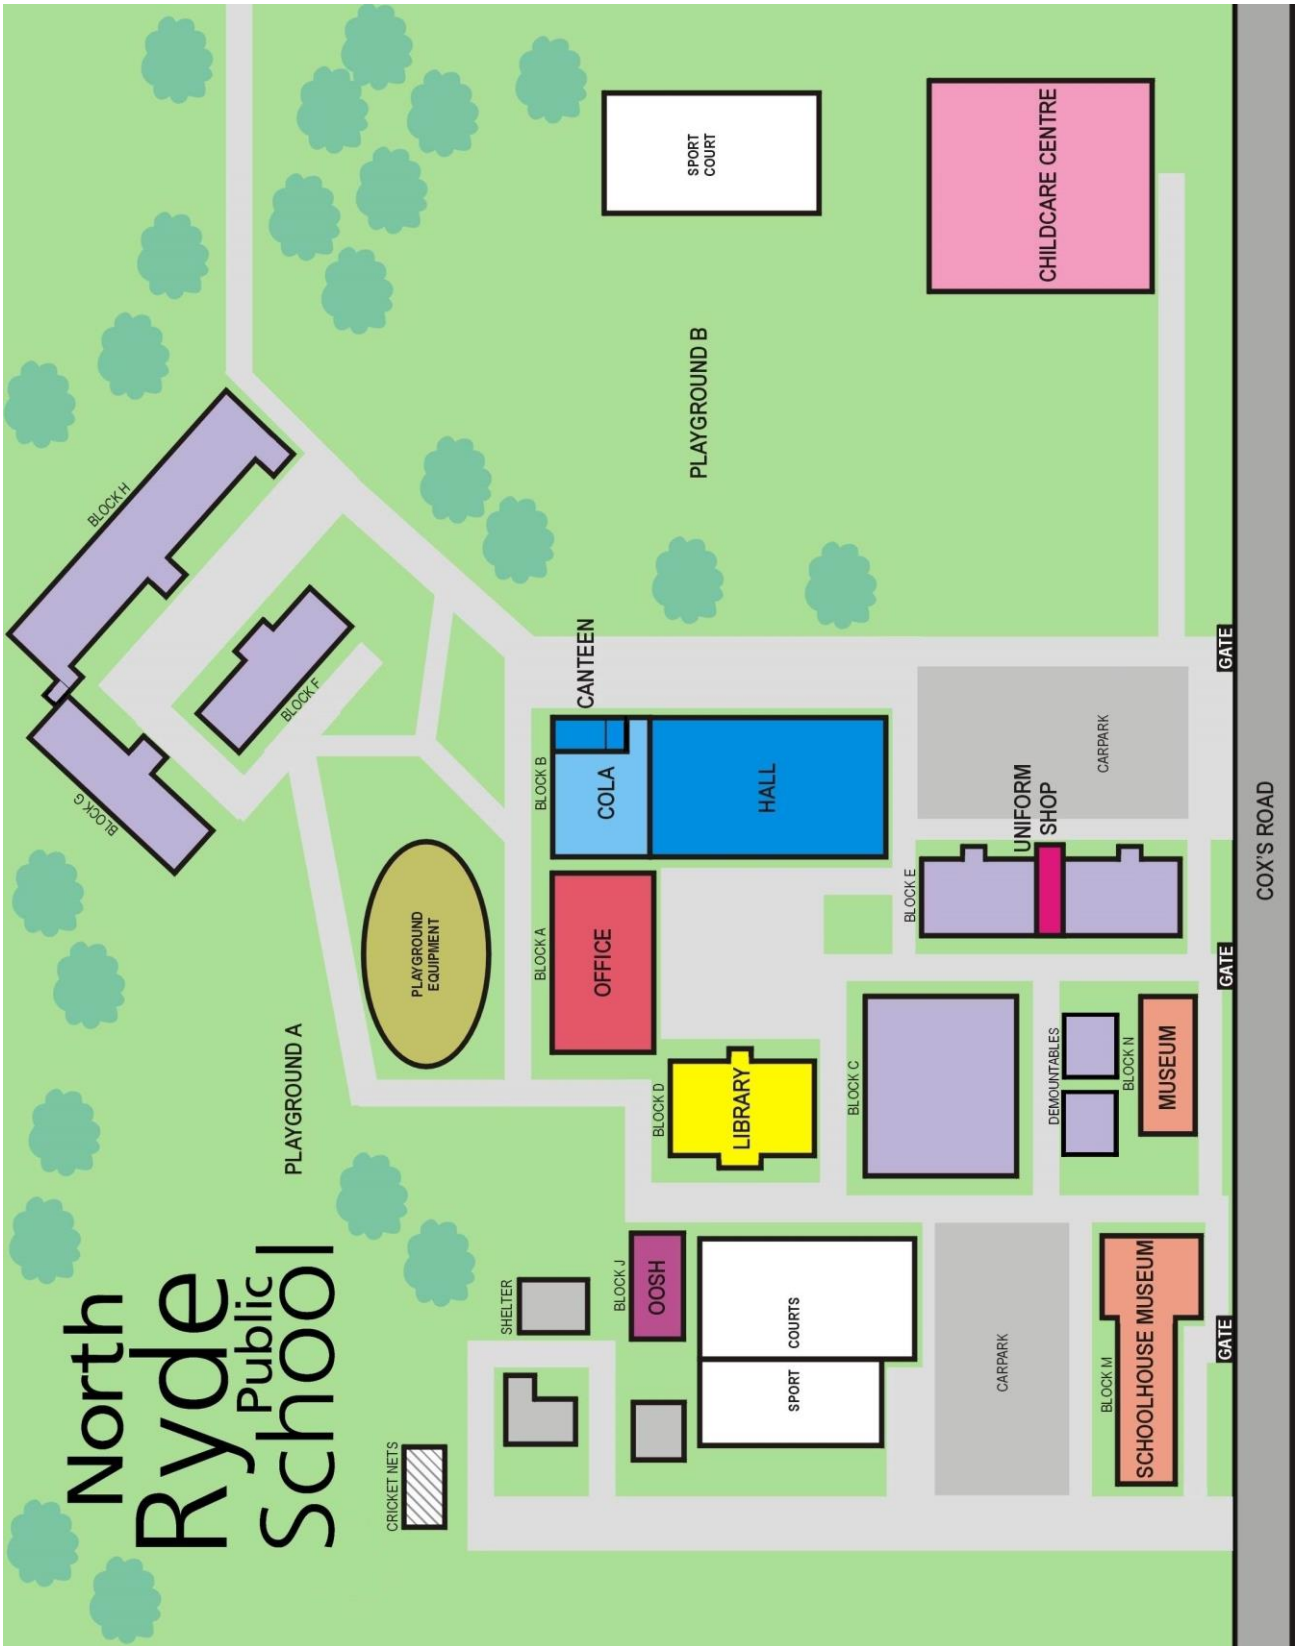 North
Ryde
Public
School
PLAYGROUND A
PLAYGROUND B
BLOCK H
BLOCK G
BLOCK F
PLAYGROUND
EQUIPMENT
SPORT
COURT
CHILDCARE CENTRE
CANTEEN
BLOCK B
COLA
HALL
BLOCK A
OFFICE
BLOCK D
LIBRARY
BLOCK E
UNIFORM
SHOP
CARPARK
BLOCK C
DEMOUNTABLES
BLOCK N
MUSEUM
CRICKET NETS
SHELTER
BLOCK J
OOSH
SPORT COURTS
CARPARK
BLOCK M
SCHOOLHOUSE MUSEUM
GATE
GATE
GATE
COX'S ROAD